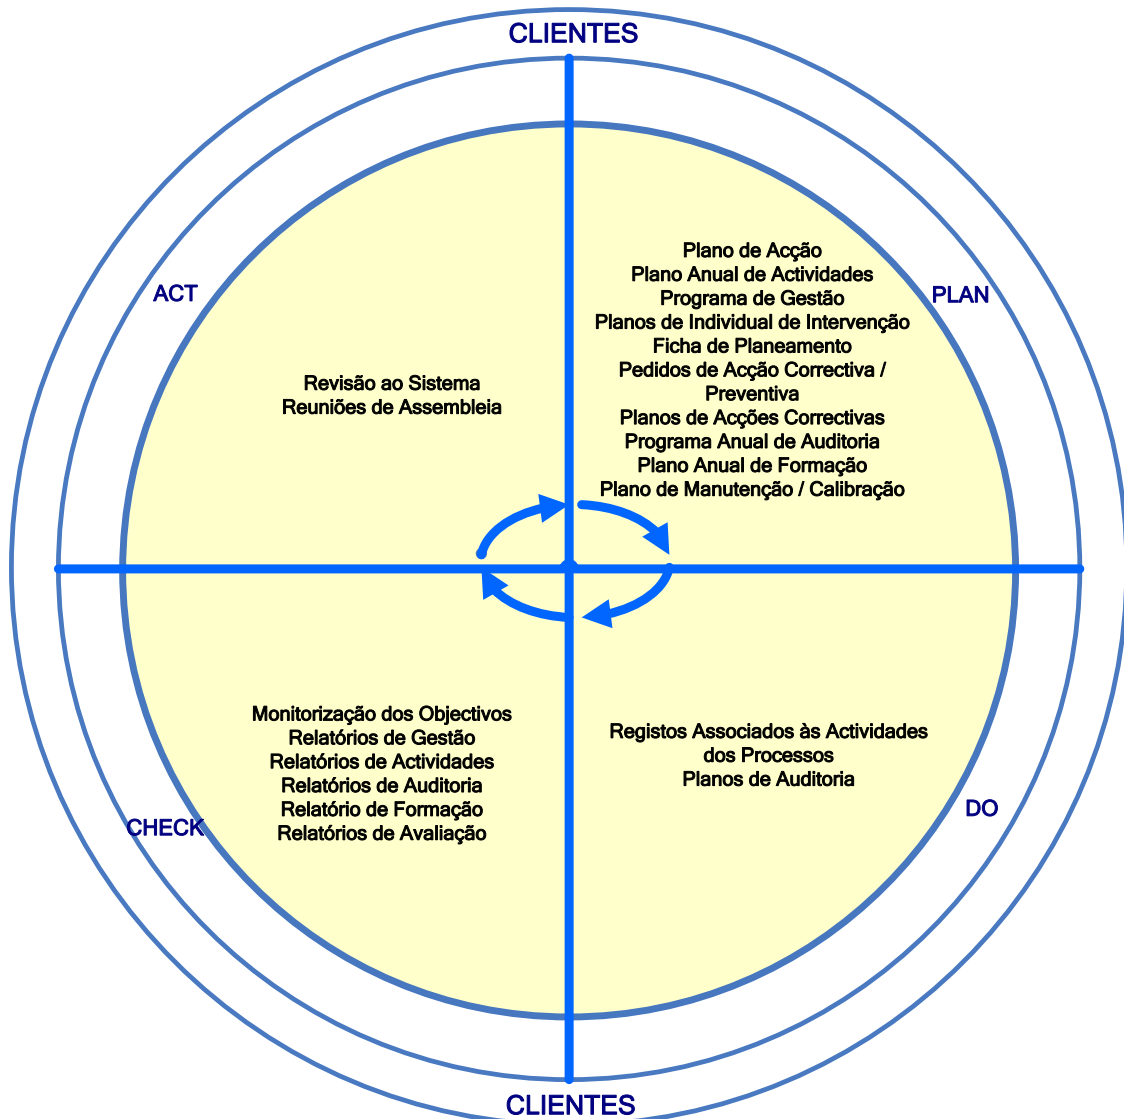 CLIENTES
ACT
PLAN
Plano de Acção
Plano Anual de Actividades
Programa de Gestão
Planos de Individual de Intervenção
Ficha de Planeamento
Pedidos de Acção Correctiva /
Preventiva
Planos de Acções Correctivas
Programa Anual de Auditoria
Plano Anual de Formação
Plano de Manutenção / Calibração
Revisão ao Sistema
Reuniões de Assembleia
Monitorização dos Objectivos
Relatórios de Gestão
Relatórios de Actividades
Relatórios de Auditoria
Relatório de Formação
Relatórios de Avaliação
Registos Associados às Actividades
dos Processos
Planos de Auditoria
CHECK
DO
CLIENTES